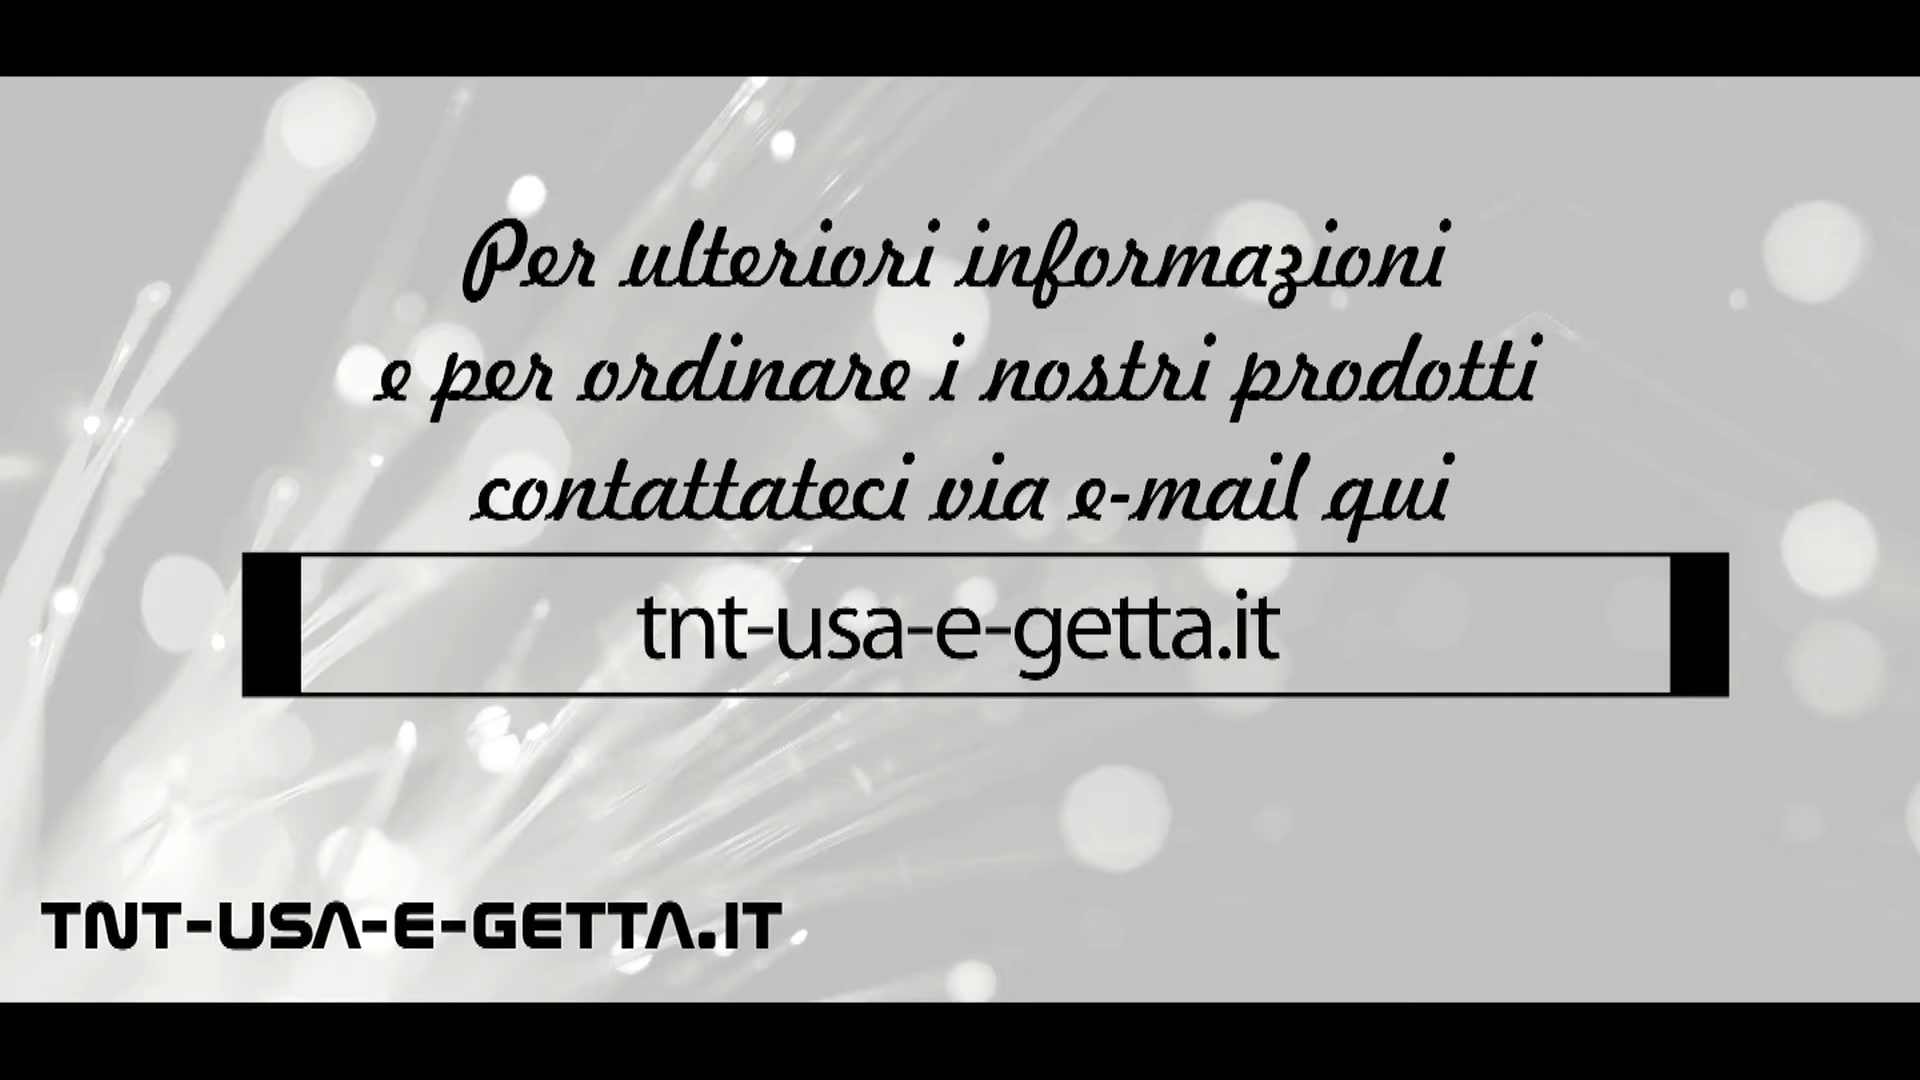 Per ulteriori informazioni
e per ordinare i nostri prodotti
contattateci via e-mail qui
tnt-usa-e-getta.it
TNT-USA-E-GETTA.IT